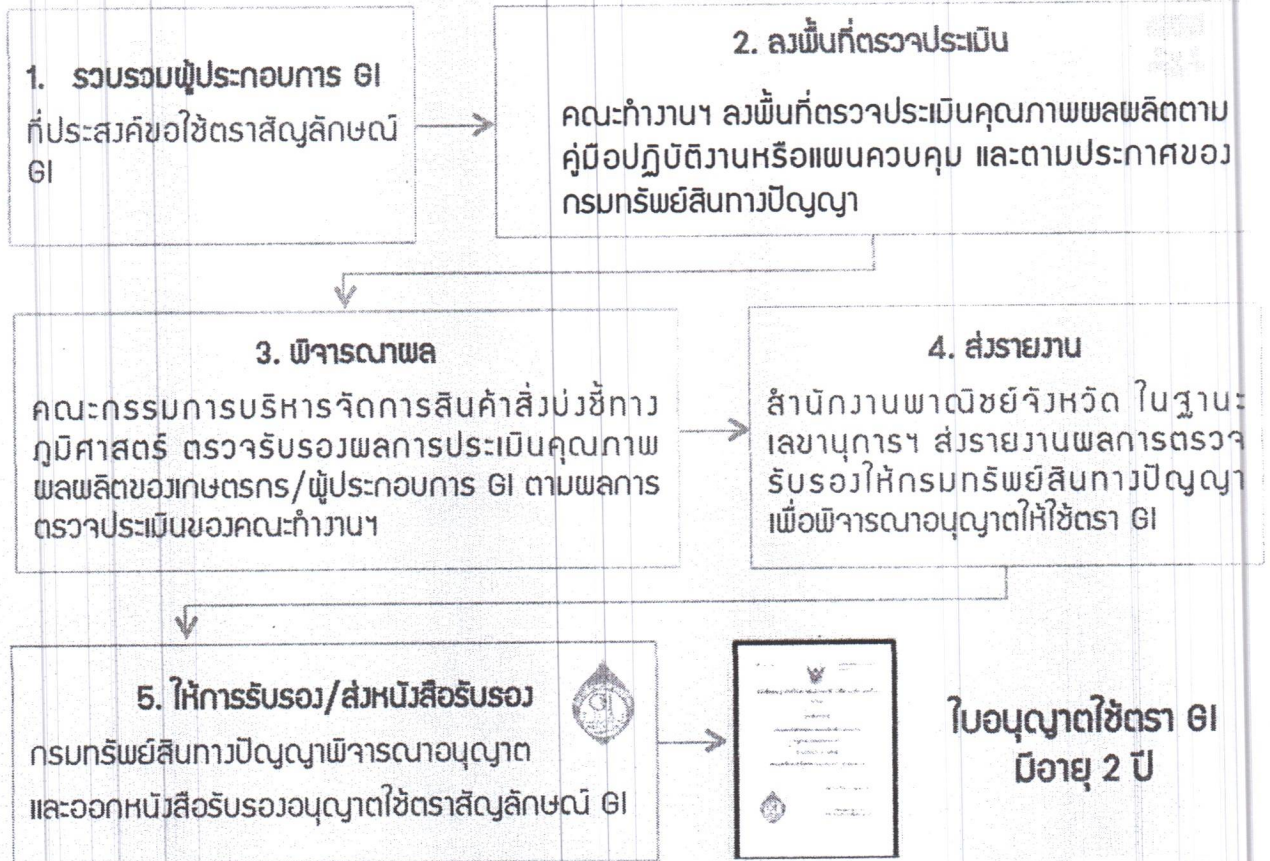 1. รวบรวมผู้ประกอบการ GI
ที่ประสงค์ขอใช้ตราสัญลักษณ์
GI
2. ลงพื้นที่ตรวจประเมิน
คณะทำงานฯ ลงพื้นที่ตรวจประเมินคุณภาพผลผลิตตาม
คู่มือปฏิบัติงานหรือแผนควบคุม และตามประกาศของ
กรมทรัพย์สินทางปัญญา
3. พิจารณาผล
คณะกรรมการบริหารจัดการสินค้าสิ่งบ่งชี้ทาง
ภูมิศาสตร์ ตรวจรับรองผลการประเมินคุณภาพ
ผลผลิตของเกษตรกร/ผู้ประกอบการ GI ตามผลการ
ตรวจประเมินของคณะทำงานฯ
4. ส่งรายงาน
สำนักงานพาณิชย์จังหวัด ในฐานะ
เลขานุการฯ ส่งรายงานผลการตรวจ
รับรองให้กรมทรัพย์สินทางปัญญา
เพื่อพิจารณาอนุญาตให้ใช้ตรา GI
5. ให้การรับรอง/ส่งหนังสือรับรอง
กรมทรัพย์สินทางปัญญาพิจารณาอนุญาต
และออกหนังสือรับรองอนุญาตใช้ตราสัญลักษณ์ GI
GI
ใบอนุญาตใช้ตรา GI
มีอายุ 2 ปี